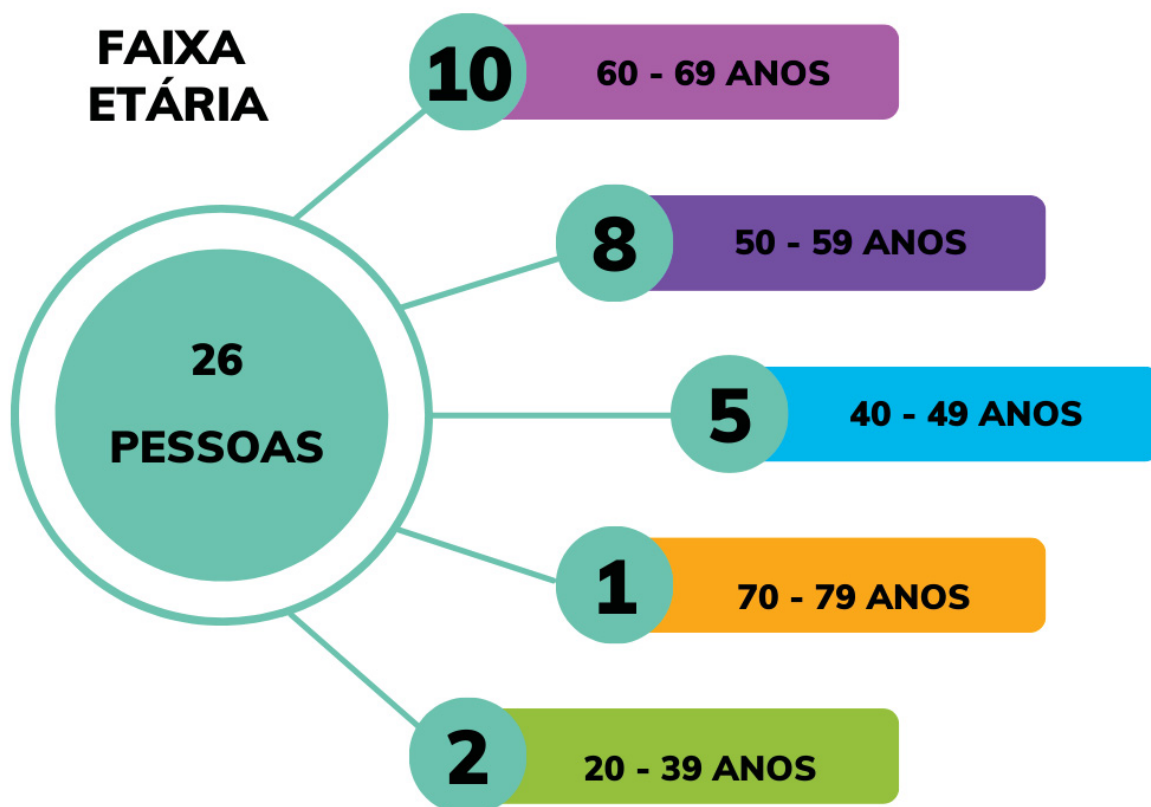 FAIXA
ETÁRIA
10
60 - 69 ANOS
8
50 - 59 ANOS
26
PESSOAS
5
40 - 49 ANOS
1
70 - 79 ANOS
2
20 - 39 ANOS